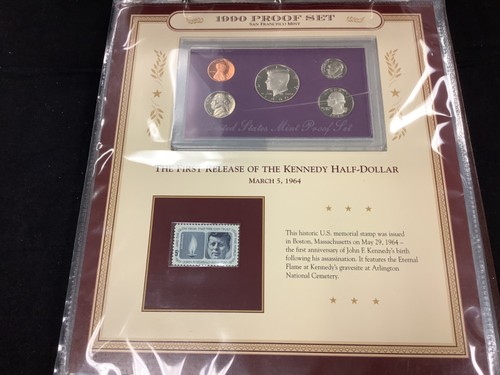 1990 PROOF SET
SAN FRANCISCO MINT
United States Mint Proof Set
THE FIRST RELEASE OF THE KENNEDY HALF-DOLLAR
MARCH 5, 1964
This historic U.S. memorial stamp was issued
in Boston, Massachusetts on May 29, 1964 –
the first anniversary of John F. Kennedy's birth
following his assassination. It features the Eternal
Flame at Kennedy's gravesite at Arlington
National Cemetery.